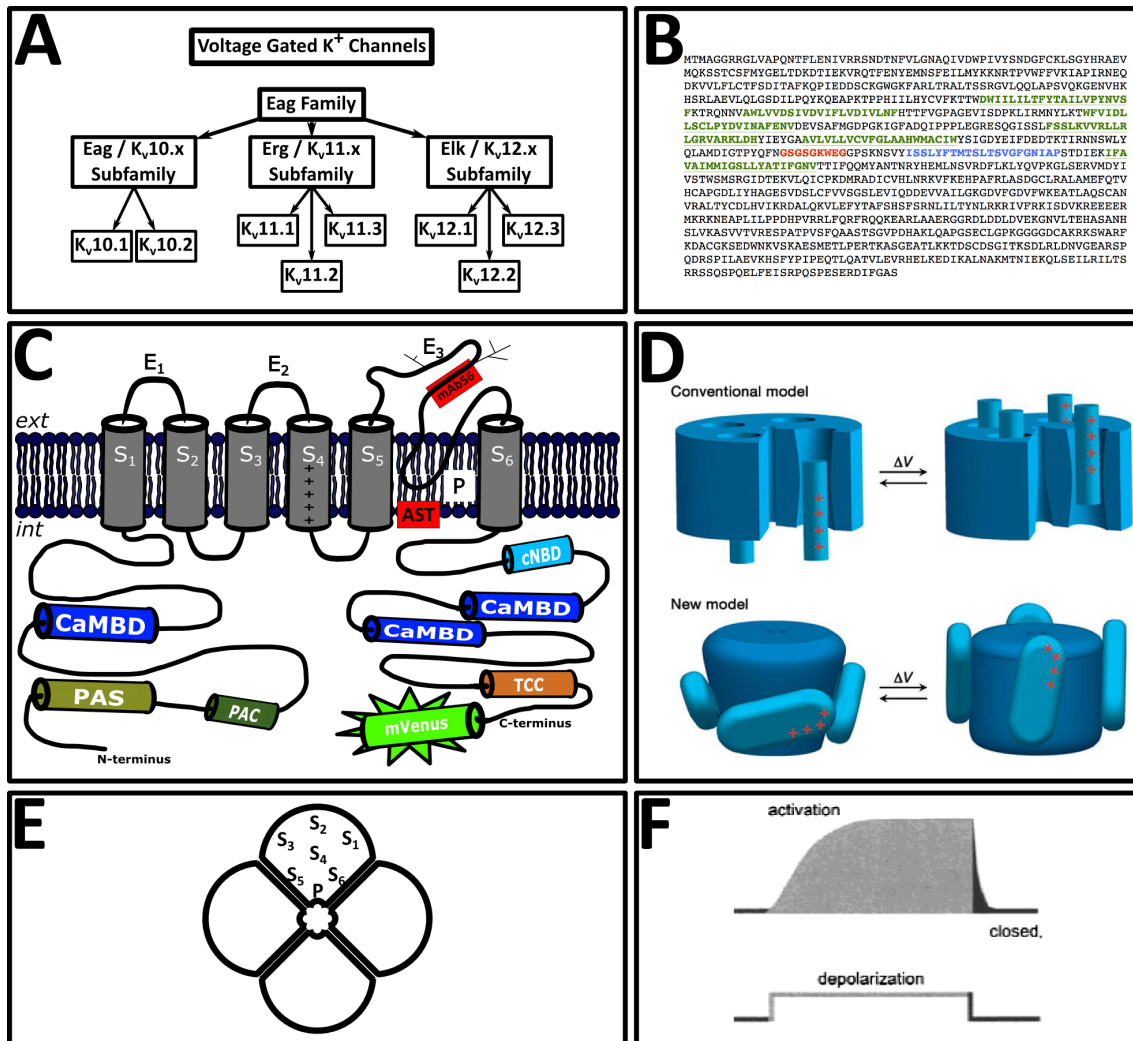 A
Voltage Gated K+ Channels
Eag Family
Eag / Kv10.x Subfamily
Erg / Kv11.x Subfamily
Elk / Kv12.x Subfamily
Kv10.1
Kv10.2
Kv11.1
Kv11.3
Kv11.2
Kv12.1
Kv12.3
Kv12.2
B
MTMAGGRRGLVAPQNTFLENIVRRSNDTNFVLGNAQIVDWPIVYSNDGFCKLSGYHRAEV
MQKSSTCSFMYGELTDKDTIEKVRQTFENYEMNSFEILMYKKNRTPVWFFVKIAPIRNEQ
DKVVLFLCTFSDITAFKQPIEDDSCKGWGKFARLTRALTSSRGVLQQLAPSVQKGENVHK
HSRLAEVLQLGSDILPQYKQEAPKTPPHIILHYCVFKTTWDWIILILTFYTAILVPYNVS
FKTRQNNVAWLVVDSIVDVIFLVDIVLNFHTTFVGPAGEVISDPKLIRMNYLKTWFVIDL
LSCLPYDVINAFENVDEVSAFMGDPGKIGFADQIPPPLEGRESQGISSLFSSLKVVRLLR
LGRVARKLDHYIEYGAAVLVLLVCVFGLAAHWMACIWYSIGDYEIFDEDTKTIRNNSWLY
QLAMDIGTPYQFNGSGSGKWEGGPSKNSVYISSLYFTMTSLTSVGFGNIAPSTDIEKIFA
VAIMMIGSLLYATIFGNVTTIFQQMYANTNRYHEMLNSVRDFLKLYQVPKGLSERVMDYI
VSTWSMSRGIDTEKVLQICPKDMRADICVHLNRKVFKEHPAFRLASDGCLRALAMEFQTV
HCAPGDLIYHAGESVDSLCFVVSGSLEVIQDDEVVAILGKGDVFGDVFWKEATLAQSCAN
VRALTYCDLHVIKRDALQKVLEFYTAFSHSFSRNLILTYNLRKRIVFRKISDVKREEEER
MKRKNEAPLILPPDHPVRRLFQRFRQQKEARLAAERGGRDLDDLDVEKGNVLTEHASANH
SLVKASVVTVRESPATPVSFQAASTSGVPDHAKLQAPGSECLGPKGGGGDCAKRKSWARF
KDACGKSEDWNKVSKAESMETLPERTKASGEATLKKTDSCDSGITKSDLRLDNVGEARSP
QDRSPILAEVKHSFYPIPEQTLQATVLEVRHELKEDIKALNAKMTNIEKQLSEILRILTS
RRSSQSPQELFEISRPQSPESERDIFGAS
C
E1
E2
E3
mAb56
ext
S1
S2
S3
S4
S5
S6
P
AST
int
cNBD
CaMBD
CaMBD
CaMBD
PAS
PAC
TCC
mVenus
C-terminus
N-terminus
D
Conventional model
ΔV
New model
ΔV
E
S2
S3
S1
S4
S5
S6
P
F
activation
closed,
depolarization